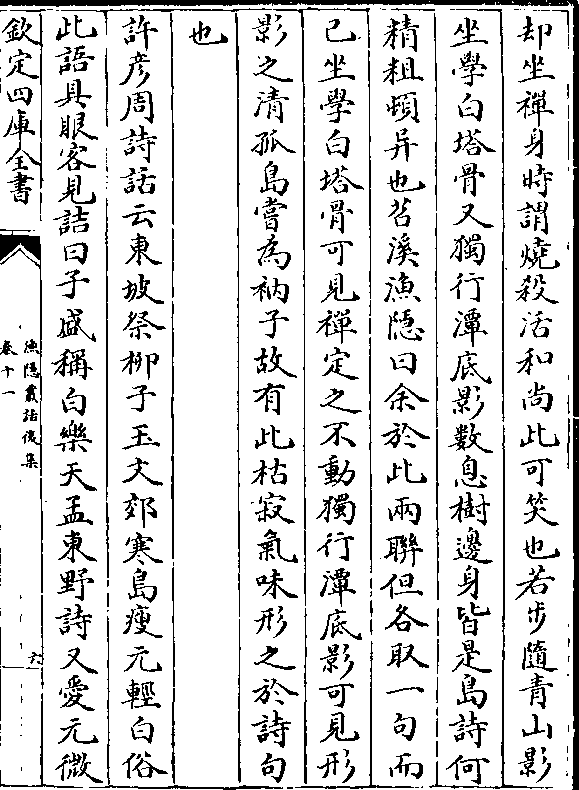 却坐禪身時謂燒殺活和尚此可笑也若步隨青山影
坐學白塔骨又獨行潭底影數息樹邊身皆是島詩何
精粗頓异也苕溪漁隱曰余於此兩聯但各取一句而
已坐學白塔骨可見禪定之不動獨行潭底影可見形
影之清孤島嘗為衲子故有此枯寂氣味形之於詩句
也
許彥周詩話云東坡祭柳子玉文郊寒島瘦元輕白俗
此語具眼客見詰曰子盛稱白樂天孟東野詩又愛元微
欽定四庫全書
漁隱叢話後集
卷十一
六